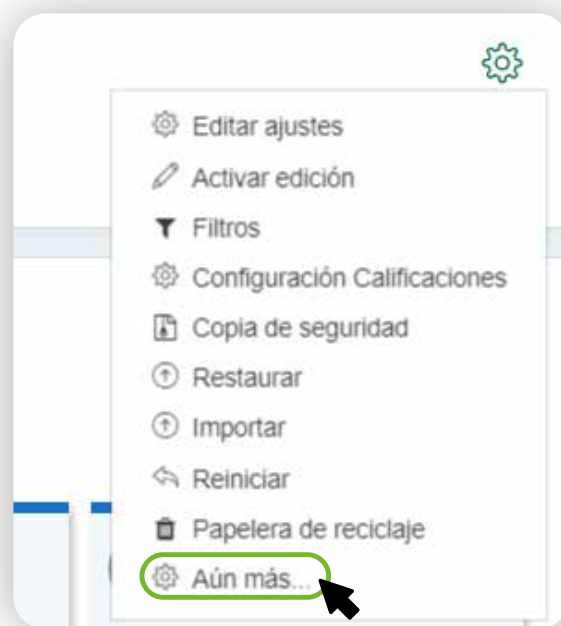 Editar ajustes
Activar edición
Filtros
Configuración Calificaciones
Copia de seguridad
Restaurar
Importar
Reiniciar
Papelera de reciclaje
Aún más...